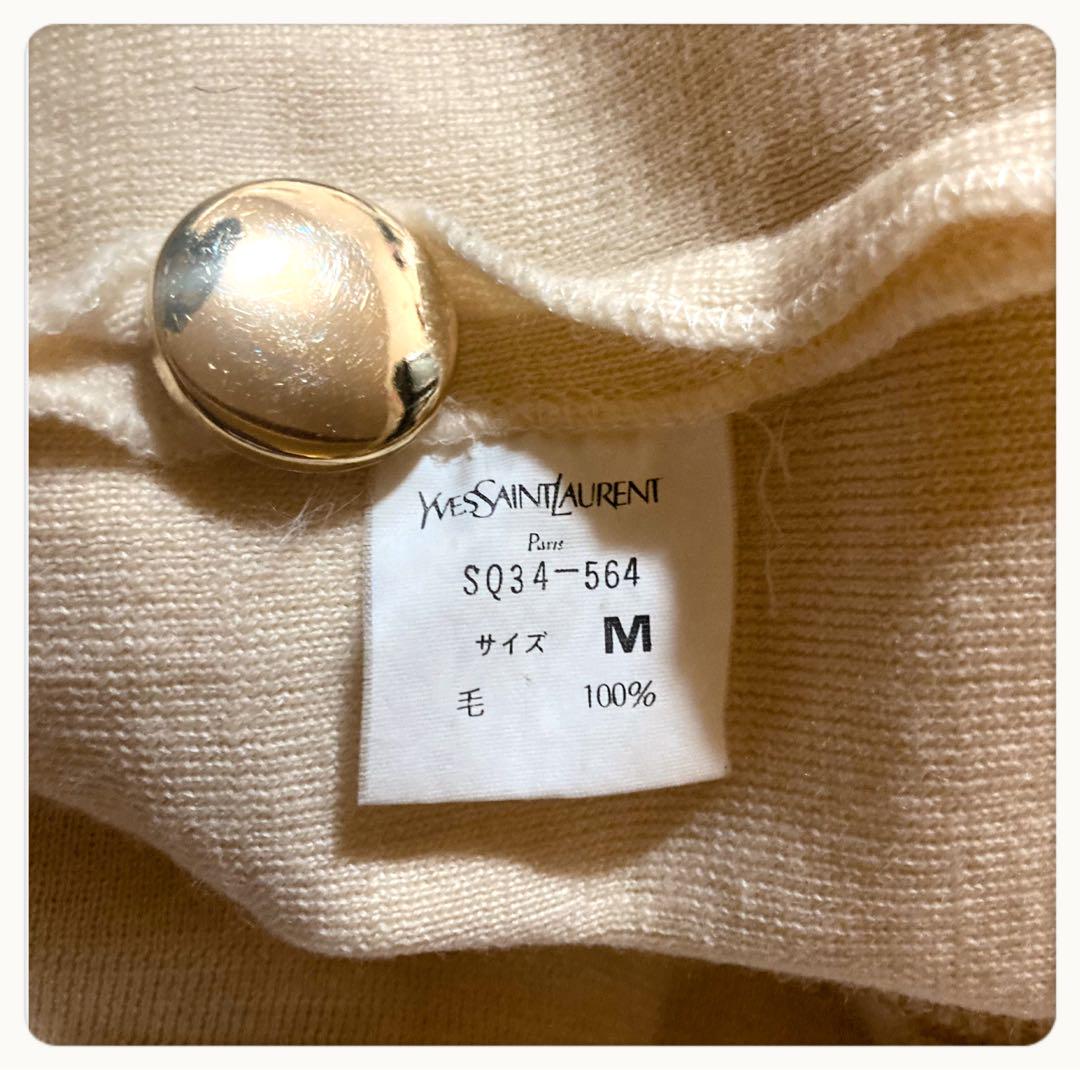 YVESSAINTLAURENT
Paris
SQ34-564
サイズ M
毛 100%